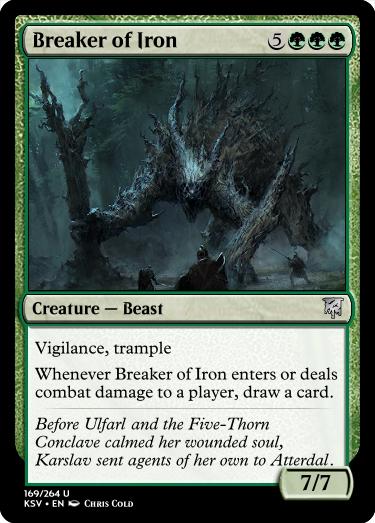 Breaker of Iron 5
Creature — Beast
Vigilance, trample
Whenever Breaker of Iron enters or deals
combat damage to a player, draw a card.
Before Ulfarl and the Five-Thorn
Conclave calmed her wounded soul,
Karslav sent agents of her own to Atterdal.
7/7
169/264 U
KSV • EN Chris Cold